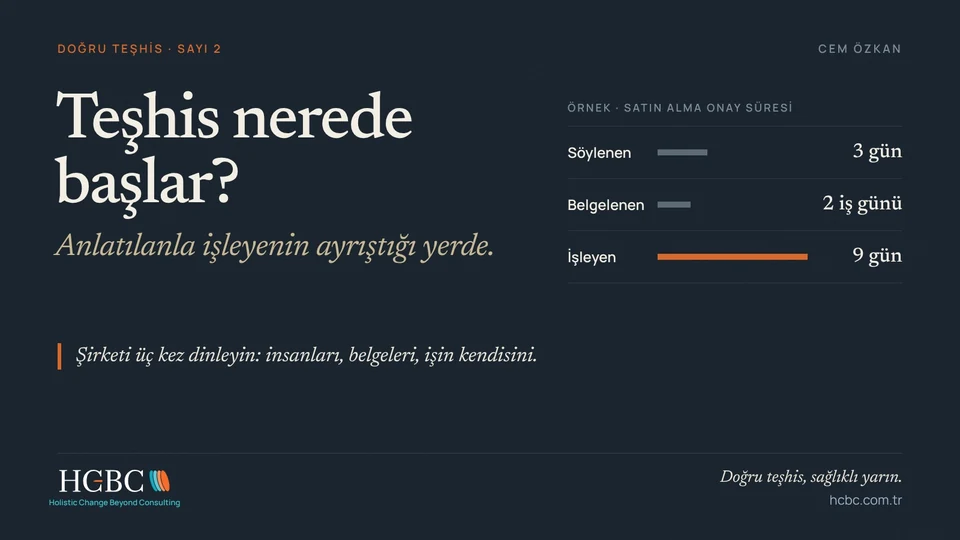 DOĞRU TEŞHİS · SAYI 2
CEM ÖZKAN
Teşhis nerede
başlar?
Anlatılanla işleyenin ayrıştığı yerde.
ÖRNEK · SATIN ALMA ONAY SÜRESİ
Söylenen 3 gün
Belgelenen 2 iş günü
İşleyen 9 gün
Şirketi üç kez dinleyin: insanları, belgeleri, işin kendisini.
HGBC
Holistic Change Beyond Consulting
Doğru teşhis, sağlıklı yarın.
hcbc.com.tr